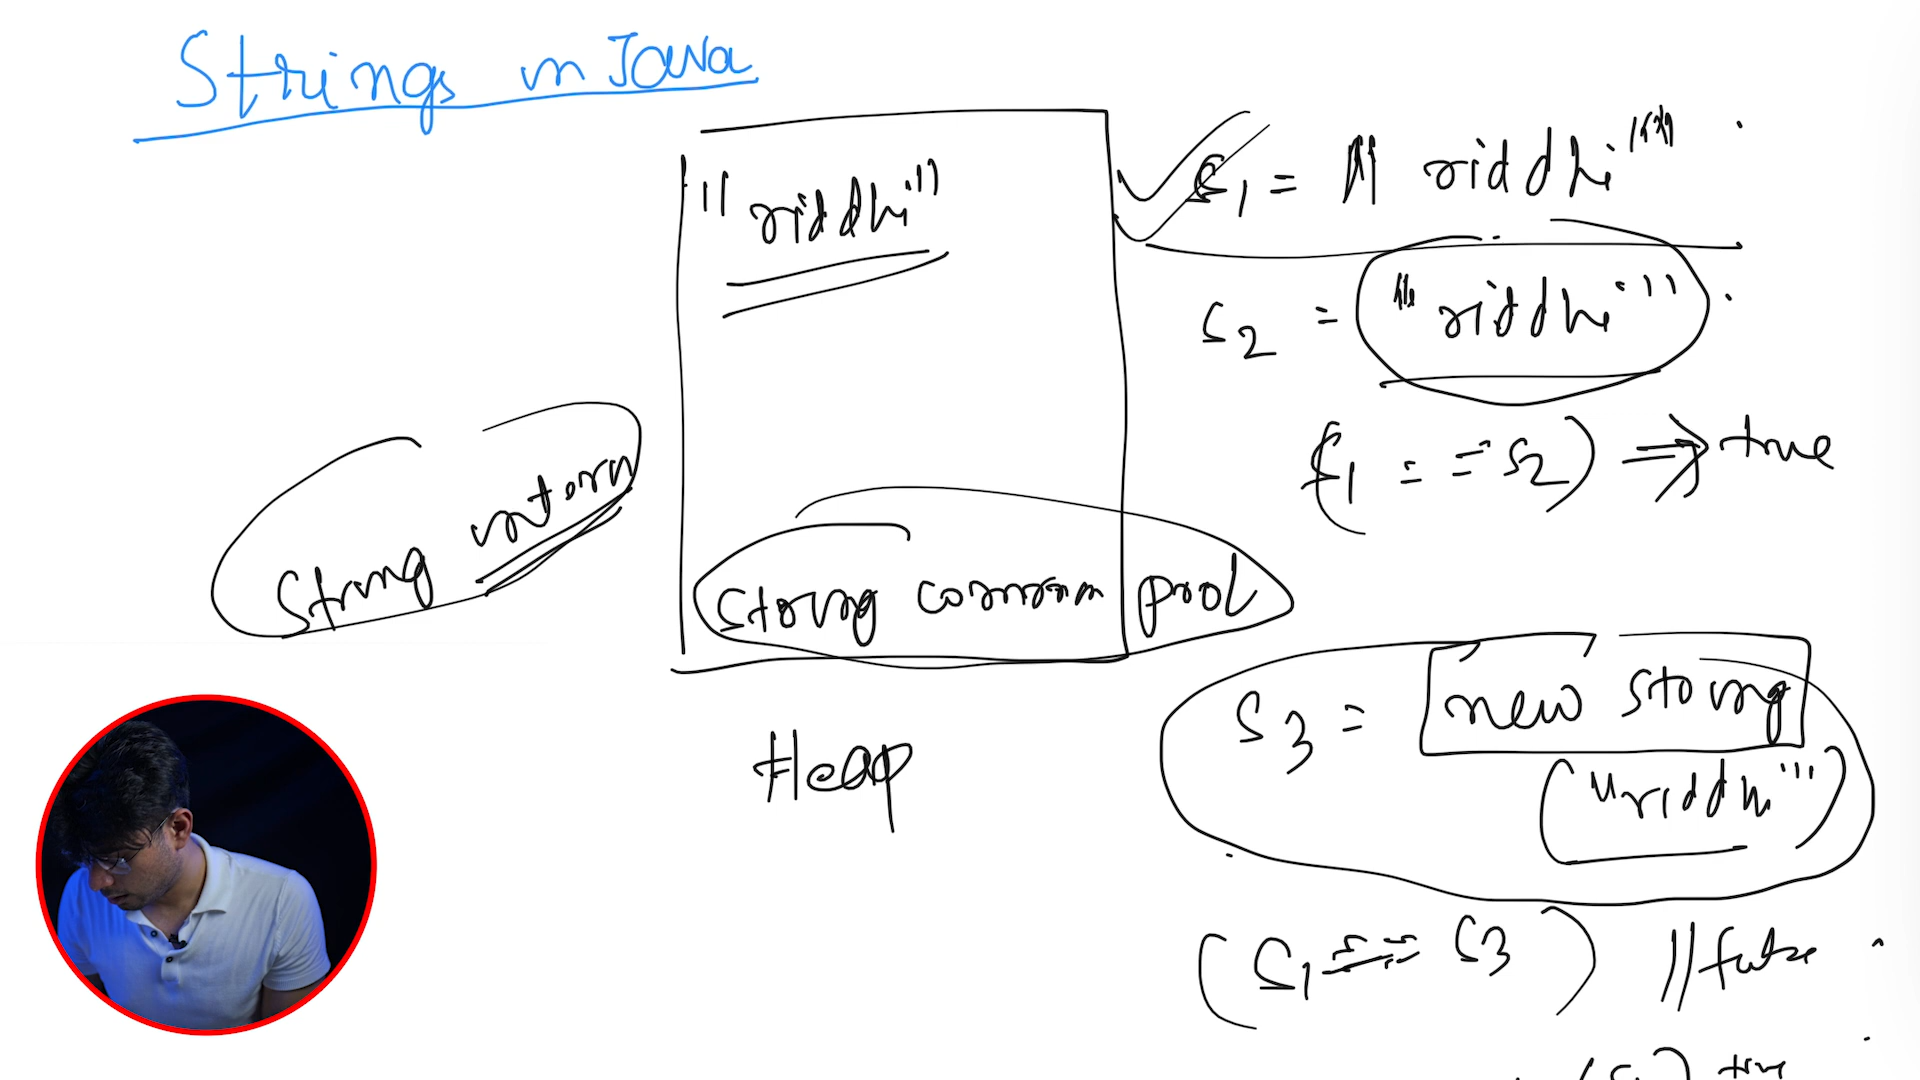 Strings in Java
"riddhi"
s1 = " riddhi"
s2 = "riddhi"
(s1 == s2) ⇒ true
String intern
String common pool
Heap
s3 = new String
("riddhi")
(s1 == s3) // false
true